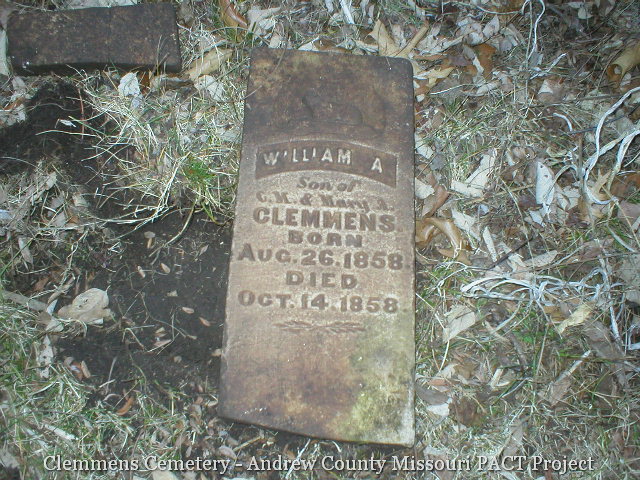 WILLIAM A
Son of
& Mary
CLEMMENS
BORN
AUG. 26. 1858.
DIED
OCT. 14. 1858.
Clemmens Cemetery - Andrew County Missouri PACT Project